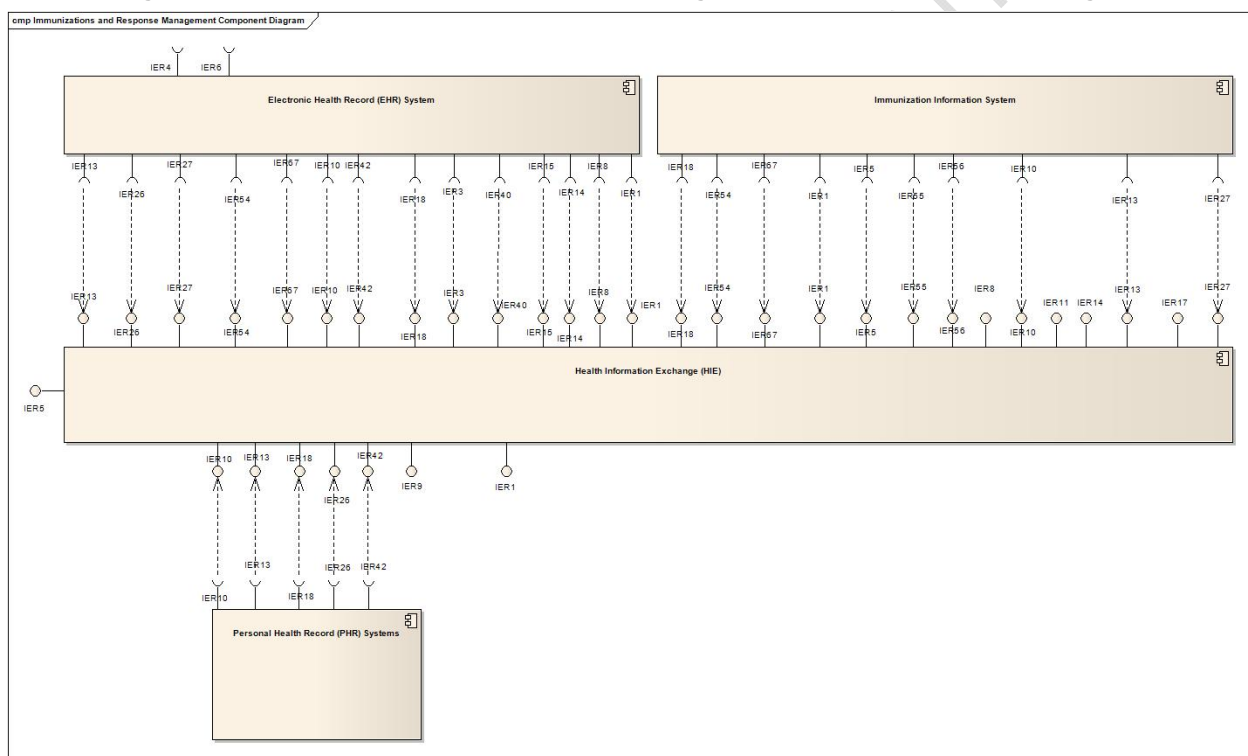 cmp Immunizations and Response Management Component Diagram
IER4 IER6
Electronic Health Record (EHR) System
Immunization Information System
IER13 IER27 IER67 IER10 IER42 IER15 IER8 IER18 IER67 IER5 IER56 IER10
IER26 IER54 IER18 IER3 IER40 IER14 IER1 IER54 IER1 IER55 IER13 IER27
IER13 IER27 IER67 IER10 IER42 IER3 IER8 IER54 IER1 IER55 IER8 IER13 IER27
IER40 IER1 IER11 IER14 IER17
IER26 IER54 IER18 IER15 IER14 IER18 IER67 IER5 IER56 IER10
Health Information Exchange (HIE)
IER5
IER10 IER13 IER18 IER42
IER26 IER9 IER1
IER13 IER26 IER42
IER10 IER18
Personal Health Record (PHR) Systems